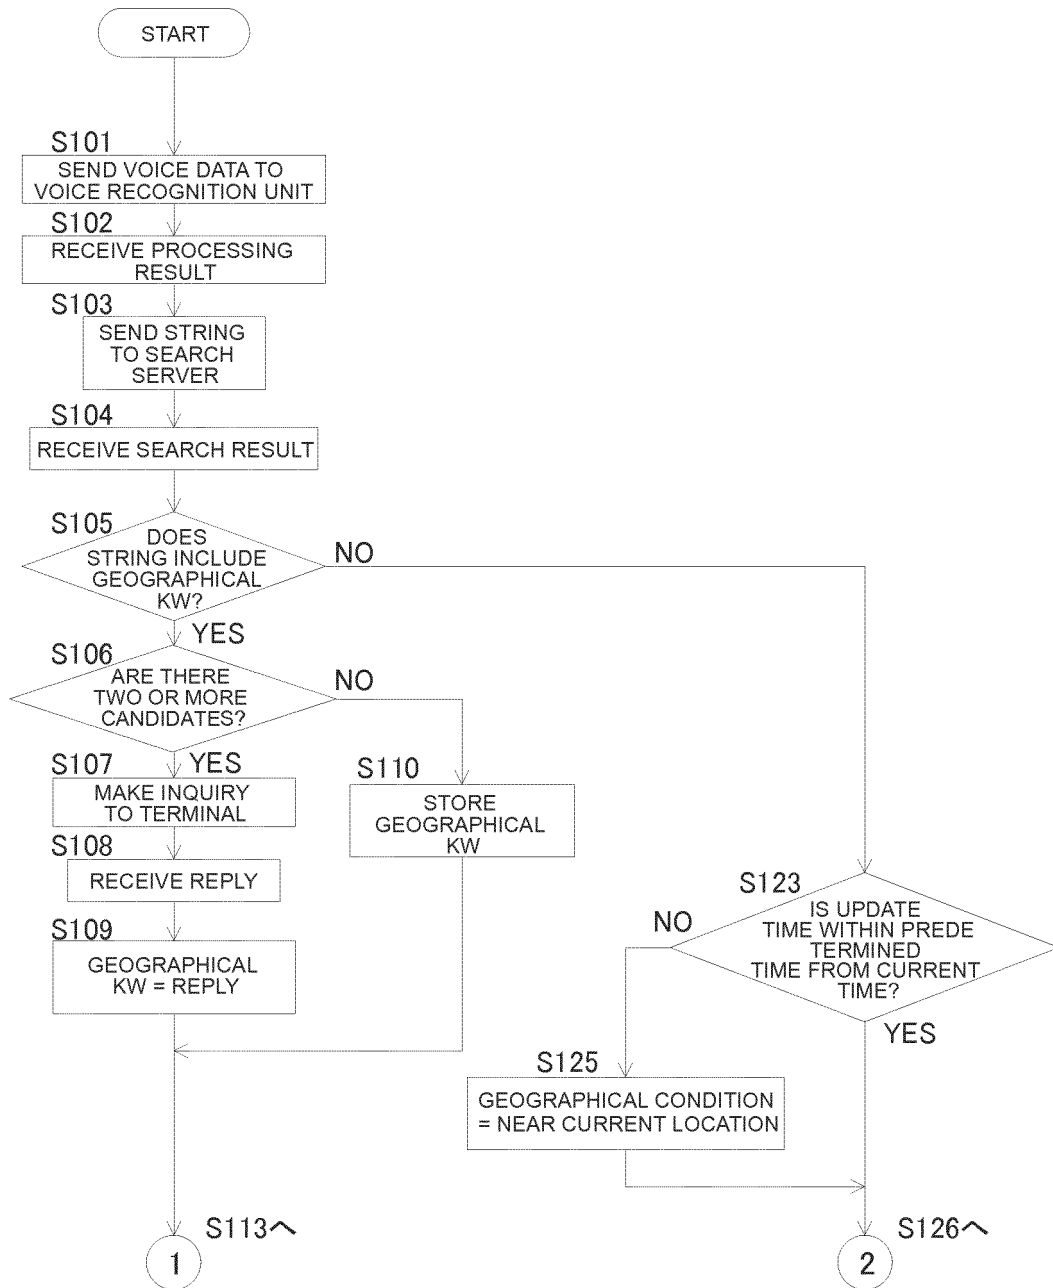 START
S101
SEND VOICE DATA TO
VOICE RECOGNITION UNIT
S102
RECEIVE PROCESSING
RESULT
S103
SEND STRING
TO SEARCH
SERVER
S104
RECEIVE SEARCH RESULT
S105
DOES
STRING INCLUDE
GEOGRAPHICAL
KW?
NO
YES
S106
ARE THERE
TWO OR MORE
CANDIDATES?
NO
YES
S107
MAKE INQUIRY
TO TERMINAL
S108
RECEIVE REPLY
S109
GEOGRAPHICAL
KW = REPLY
S110
STORE
GEOGRAPHICAL
KW
S123
IS UPDATE
TIME WITHIN PREDE
TERMINED
TIME FROM CURRENT
TIME?
NO
YES
S125
GEOGRAPHICAL CONDITION
= NEAR CURRENT LOCATION
S113へ
1
S126へ
2